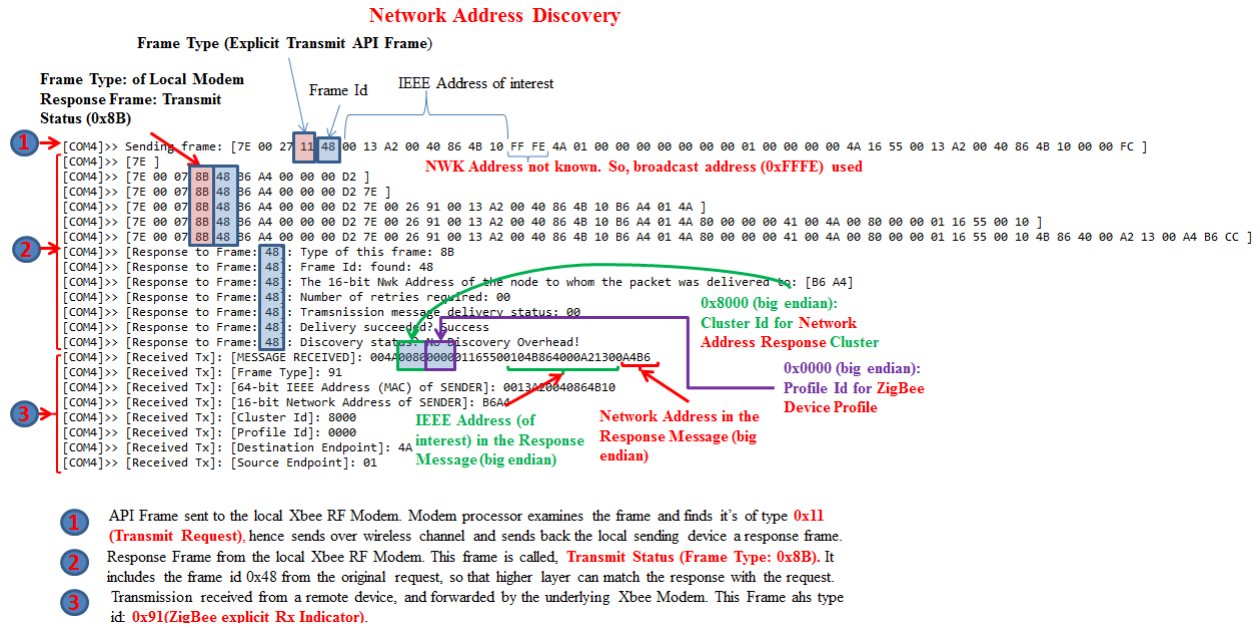 Network Address Discovery
Frame Type (Explicit Transmit API Frame)
Frame Type: of Local Modem
Response Frame: Transmit
Status (0x8B)
Frame Id
IEEE Address of interest
1
[COM4]>> Sending frame: [7E 00 27 11 48 00 13 A2 00 40 86 4B 10 FF FE 4A 01 00 00 00 00 00 00 00 01 00 00 00 00 4A 16 55 00 13 A2 00 40 86 4B 10 00 00 FC ]
NWK Address not known. So, broadcast address (0xFFFE) used
2
[COM4]>> [7E ]
[COM4]>> [7E 00 07 8B 48 B6 A4 00 00 00 D2 ]
[COM4]>> [7E 00 07 8B 48 B6 A4 00 00 00 D2 7E ]
[COM4]>> [7E 00 07 8B 48 B6 A4 00 00 00 D2 7E 00 26 91 00 13 A2 00 40 86 4B 10 B6 A4 01 4A ]
[COM4]>> [7E 00 07 8B 48 B6 A4 00 00 00 D2 7E 00 26 91 00 13 A2 00 40 86 4B 10 B6 A4 01 4A 80 00 00 00 41 00 4A 00 80 00 00 01 16 55 00 10 ]
[COM4]>> [7E 00 07 8B 48 B6 A4 00 00 00 D2 7E 00 26 91 00 13 A2 00 40 86 4B 10 B6 A4 01 4A 80 00 00 00 41 00 4A 00 80 00 00 01 16 55 00 10 4B 86 40 00 A2 13 00 A4 B6 CC ]
[COM4]>> [Response to Frame: 48]: Type of this frame: 8B
[COM4]>> [Response to Frame: 48]: Frame Id: found: 48
[COM4]>> [Response to Frame: 48]: The 16-bit Nwk Address of the node to whom the packet was delivered to: [B6 A4]
[COM4]>> [Response to Frame: 48]: Number of retries required: 00
[COM4]>> [Response to Frame: 48]: Tramsnission message delivery status: 00
[COM4]>> [Response to Frame: 48]: Delivery succeeded? Success
[COM4]>> [Response to Frame: 48]: Discovery status: No Discovery Overhead!
0x8000 (big endian):
Cluster Id for Network
Address Response Cluster
3
[COM4]>> [Received Tx]: [MESSAGE RECEIVED]: 004A0080000001165500104B864000A21300A4B6
[COM4]>> [Received Tx]: [Frame Type]: 91
[COM4]>> [Received Tx]: [64-bit IEEE Address (MAC) of SENDER]: 0013A20040864B10
[COM4]>> [Received Tx]: [16-bit Network Address of SENDER]: B6A4
[COM4]>> [Received Tx]: [Cluster Id]: 8000
[COM4]>> [Received Tx]: [Profile Id]: 0000
[COM4]>> [Received Tx]: [Destination Endpoint]: 4A
[COM4]>> [Received Tx]: [Source Endpoint]: 01
0x0000 (big endian):
Profile Id for ZigBee
Device Profile
IEEE Address (of
interest) in the Response
Message (big endian)
Network Address in the
Response Message (big
endian)
1
API Frame sent to the local Xbee RF Modem. Modem processor examines the frame and finds it's of type 0x11
(Transmit Request), hence sends over wireless channel and sends back the local sending device a response frame.
2
Response Frame from the local Xbee RF Modem. This frame is called, Transmit Status (Frame Type: 0x8B). It
includes the frame id 0x48 from the original request, so that higher layer can match the response with the request.
3
Transmission received from a remote device, and forwarded by the underlying Xbee Modem. This Frame ahs type
id: 0x91(ZigBee explicit Rx Indicator).